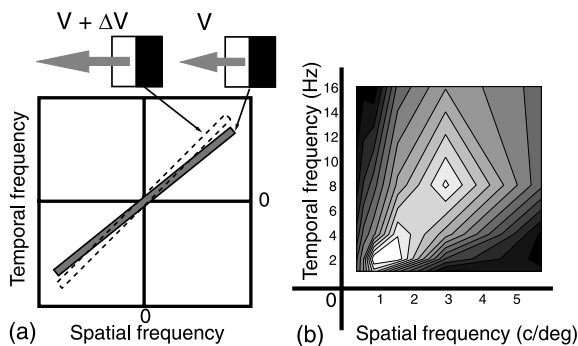 V + ΔV
V
Temporal frequency
0
0
(a)
Spatial frequency
Temporal frequency (Hz)
16
14
12
10
8
6
4
2
0
1
2
3
4
5
(b)
Spatial frequency (c/deg)